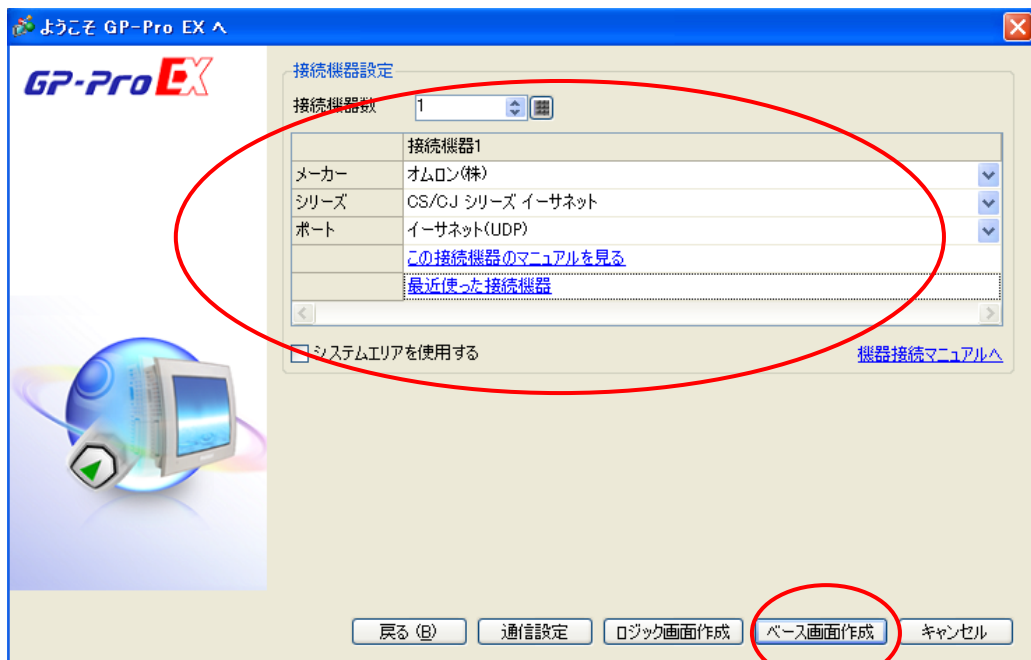 ようこそ GP-Pro EX へ
GP-Pro EX
接続機器設定
接続機器数 1
接続機器1
メーカー オムロン(株)
シリーズ CS/CJ シリーズ イーサネット
ポート イーサネット(UDP)
この接続機器のマニュアルを見る
最近使った接続機器
システムエリアを使用する 機器接続マニュアルへ
戻る (B) 通信設定 ロジック画面作成 ベース画面作成 キャンセル